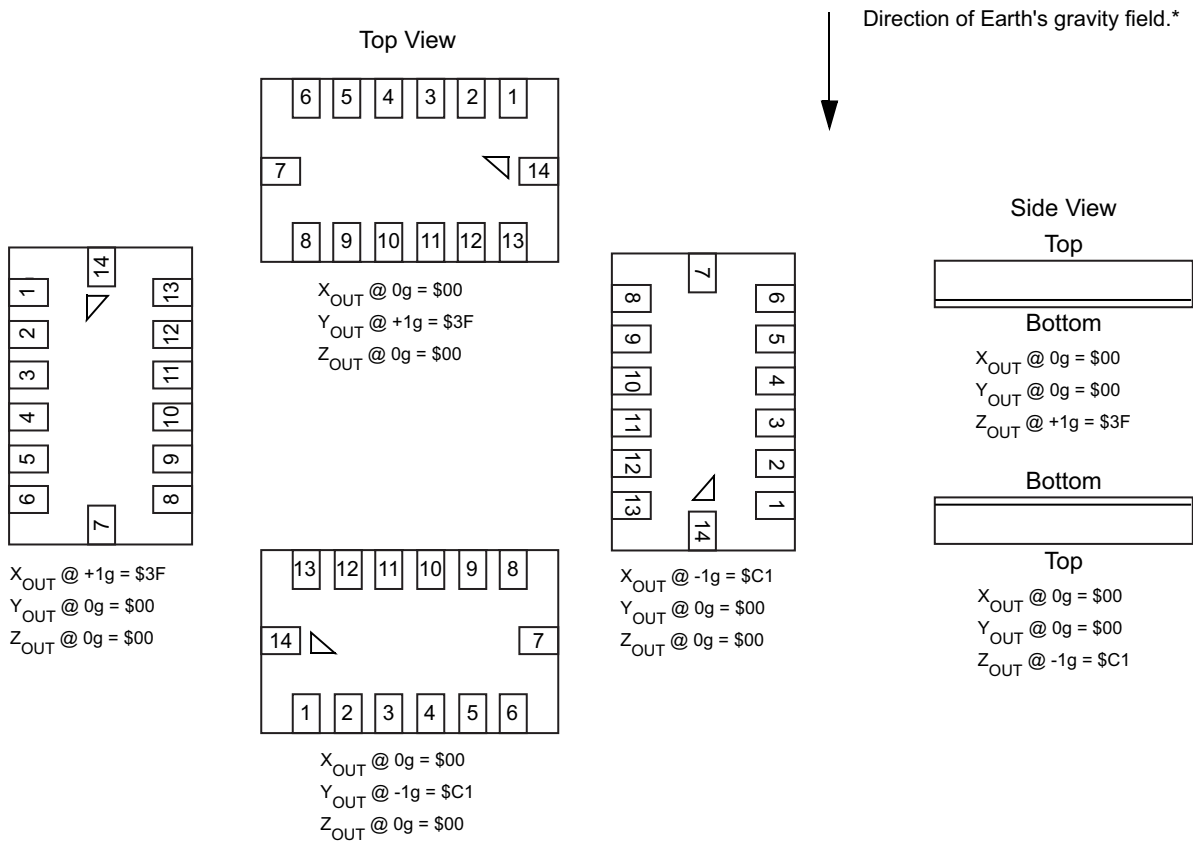 Direction of Earth's gravity field.*
Top View
6 5 4 3 2 1
7 14
8 9 10 11 12 13
X_OUT @ 0g = $00
Y_OUT @ +1g = $3F
Z_OUT @ 0g = $00
14
1 13
2 12
3 11
4 10
5 9
6 8
7
X_OUT @ +1g = $3F
Y_OUT @ 0g = $00
Z_OUT @ 0g = $00
13 12 11 10 9 8
14 7
1 2 3 4 5 6
X_OUT @ 0g = $00
Y_OUT @ -1g = $C1
Z_OUT @ 0g = $00
7
8 6
9 5
10 4
11 3
12 2
13 1
14
X_OUT @ -1g = $C1
Y_OUT @ 0g = $00
Z_OUT @ 0g = $00
Side View
Top
Bottom
X_OUT @ 0g = $00
Y_OUT @ 0g = $00
Z_OUT @ +1g = $3F
Bottom
Top
X_OUT @ 0g = $00
Y_OUT @ 0g = $00
Z_OUT @ -1g = $C1